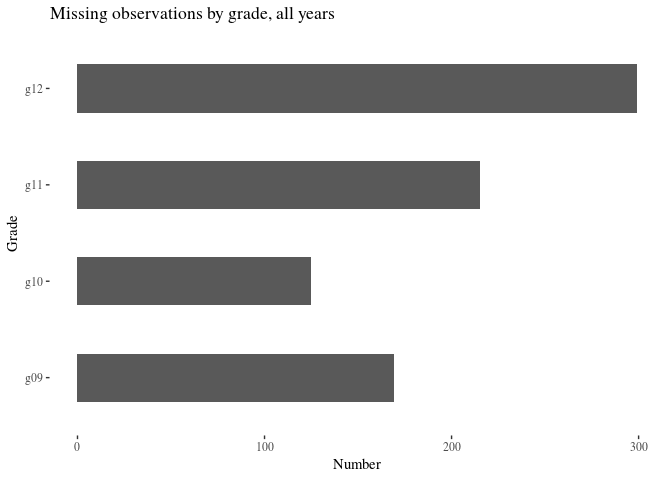 Missing observations by grade, all years
g12
g11
g10
g09
Grade
0 100 200 300
Number